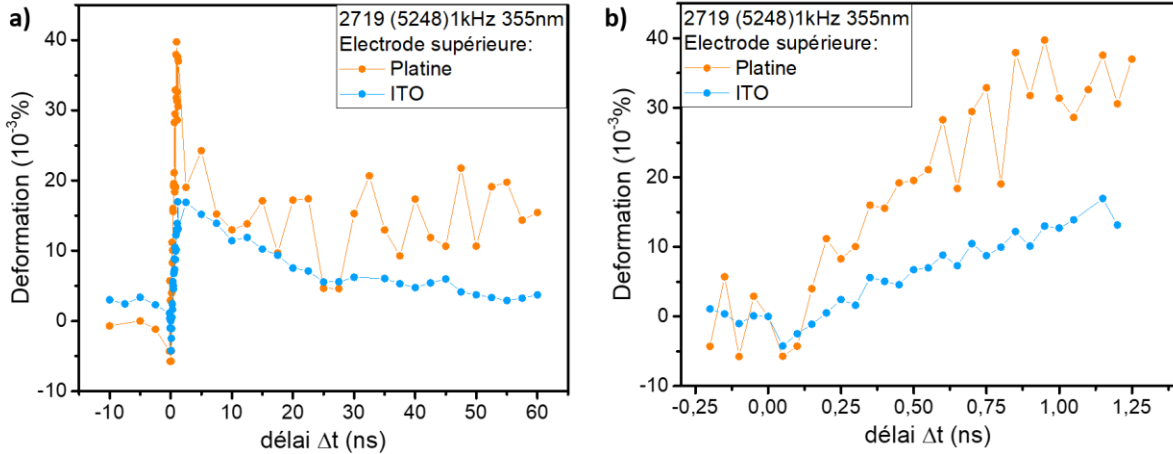 a)
2719 (5248)1kHz 355nm
Electrode supérieure:
Platine
ITO
Deformation (10-3%)
40
30
20
10
0
-10
-10 0 10 20 30 40 50 60
délai Δt (ns)
b)
2719 (5248)1kHz 355nm
Electrode supérieure:
Platine
ITO
Deformation (10-3%)
40
30
20
10
0
-10
-0,25 0,00 0,25 0,50 0,75 1,00 1,25
délai Δt (ns)